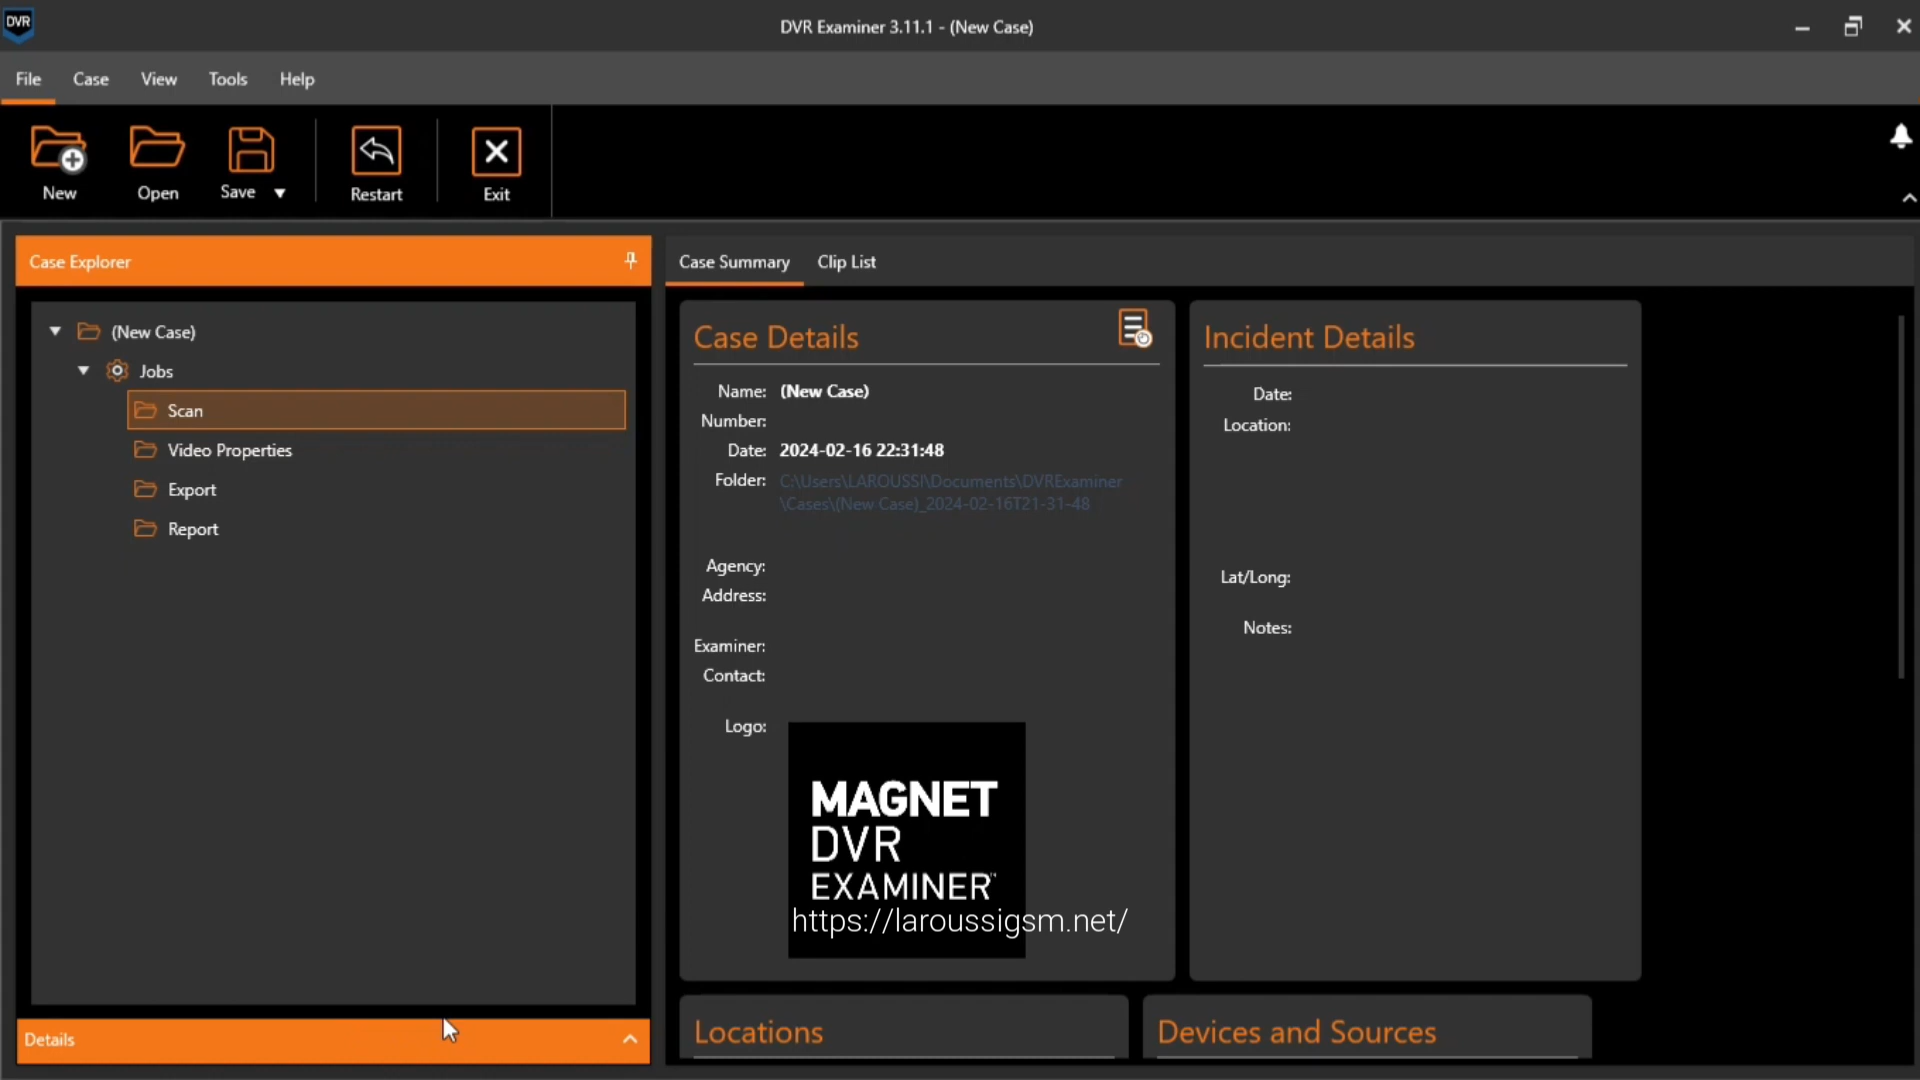 DVR
DVR Examiner 3.11.1 - (New Case)
File Case View Tools Help
New Open Save Restart Exit
Case Explorer
(New Case)
Jobs
Scan
Video Properties
Export
Report
Details
Case Summary Clip List
Case Details
Name: (New Case)
Number:
Date: 2024-02-16 22:31:48
Folder: C:\Users\LAROUSSI\Documents\DVRExaminer
\Cases\(New Case)_2024-02-16T21-31-48
Agency:
Address:
Examiner:
Contact:
Logo:
MAGNET
DVR
EXAMINER™
https://laroussigsm.net/
Incident Details
Date:
Location:
Lat/Long:
Notes:
Locations
Devices and Sources